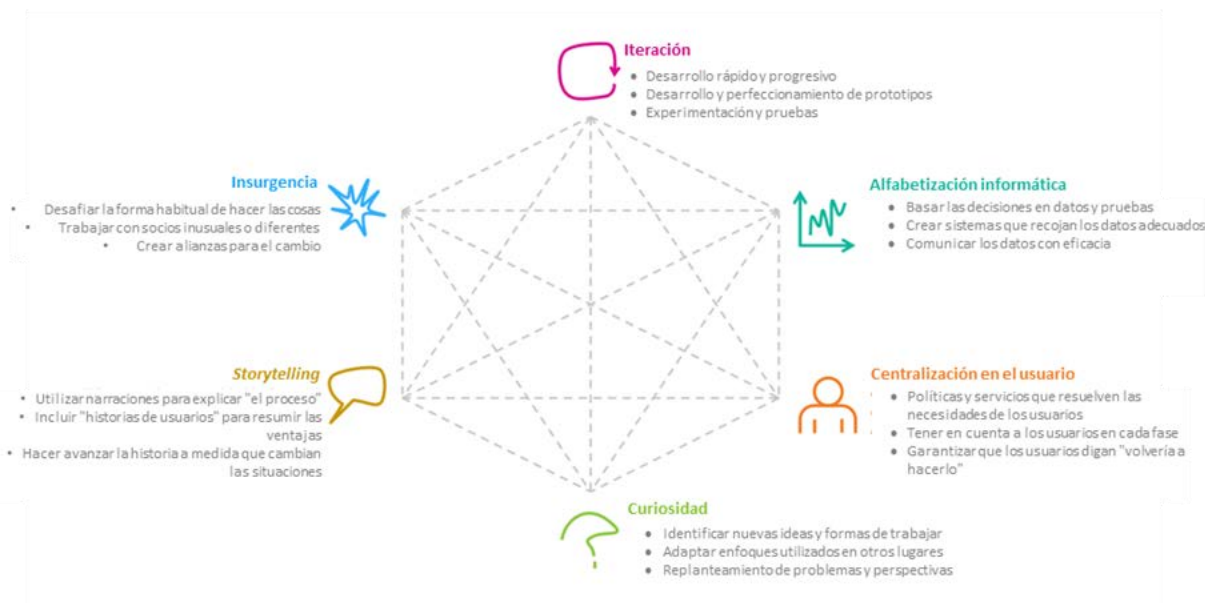 Iteración
• Desarrollo rápido y progresivo
• Desarrollo y perfeccionamiento de prototipos
• Experimentación y pruebas
Insurgencia
• Desafiar la forma habitual de hacer las cosas
• Trabajar con socios inusuales o diferentes
• Crear alianzas para el cambio
Alfabetización informática
• Basar las decisiones en datos y pruebas
• Crear sistemas que recojan los datos adecuados
• Comunicar los datos con eficacia
Storytelling
• Utilizar narraciones para explicar "el proceso"
• Incluir "historias de usuarios" para resumir las
ventajas
• Hacer avanzar la historia a medida que cambian
las situaciones
Centralización en el usuario
• Políticas y servicios que resuelven las
necesidades de los usuarios
• Tener en cuenta a los usuarios en cada fase
• Garantizar que los usuarios digan "volvería a
hacerlo"
Curiosidad
• Identificar nuevas ideas y formas de trabajar
• Adaptar enfoques utilizados en otros lugares
• Replanteamiento de problemas y perspectivas